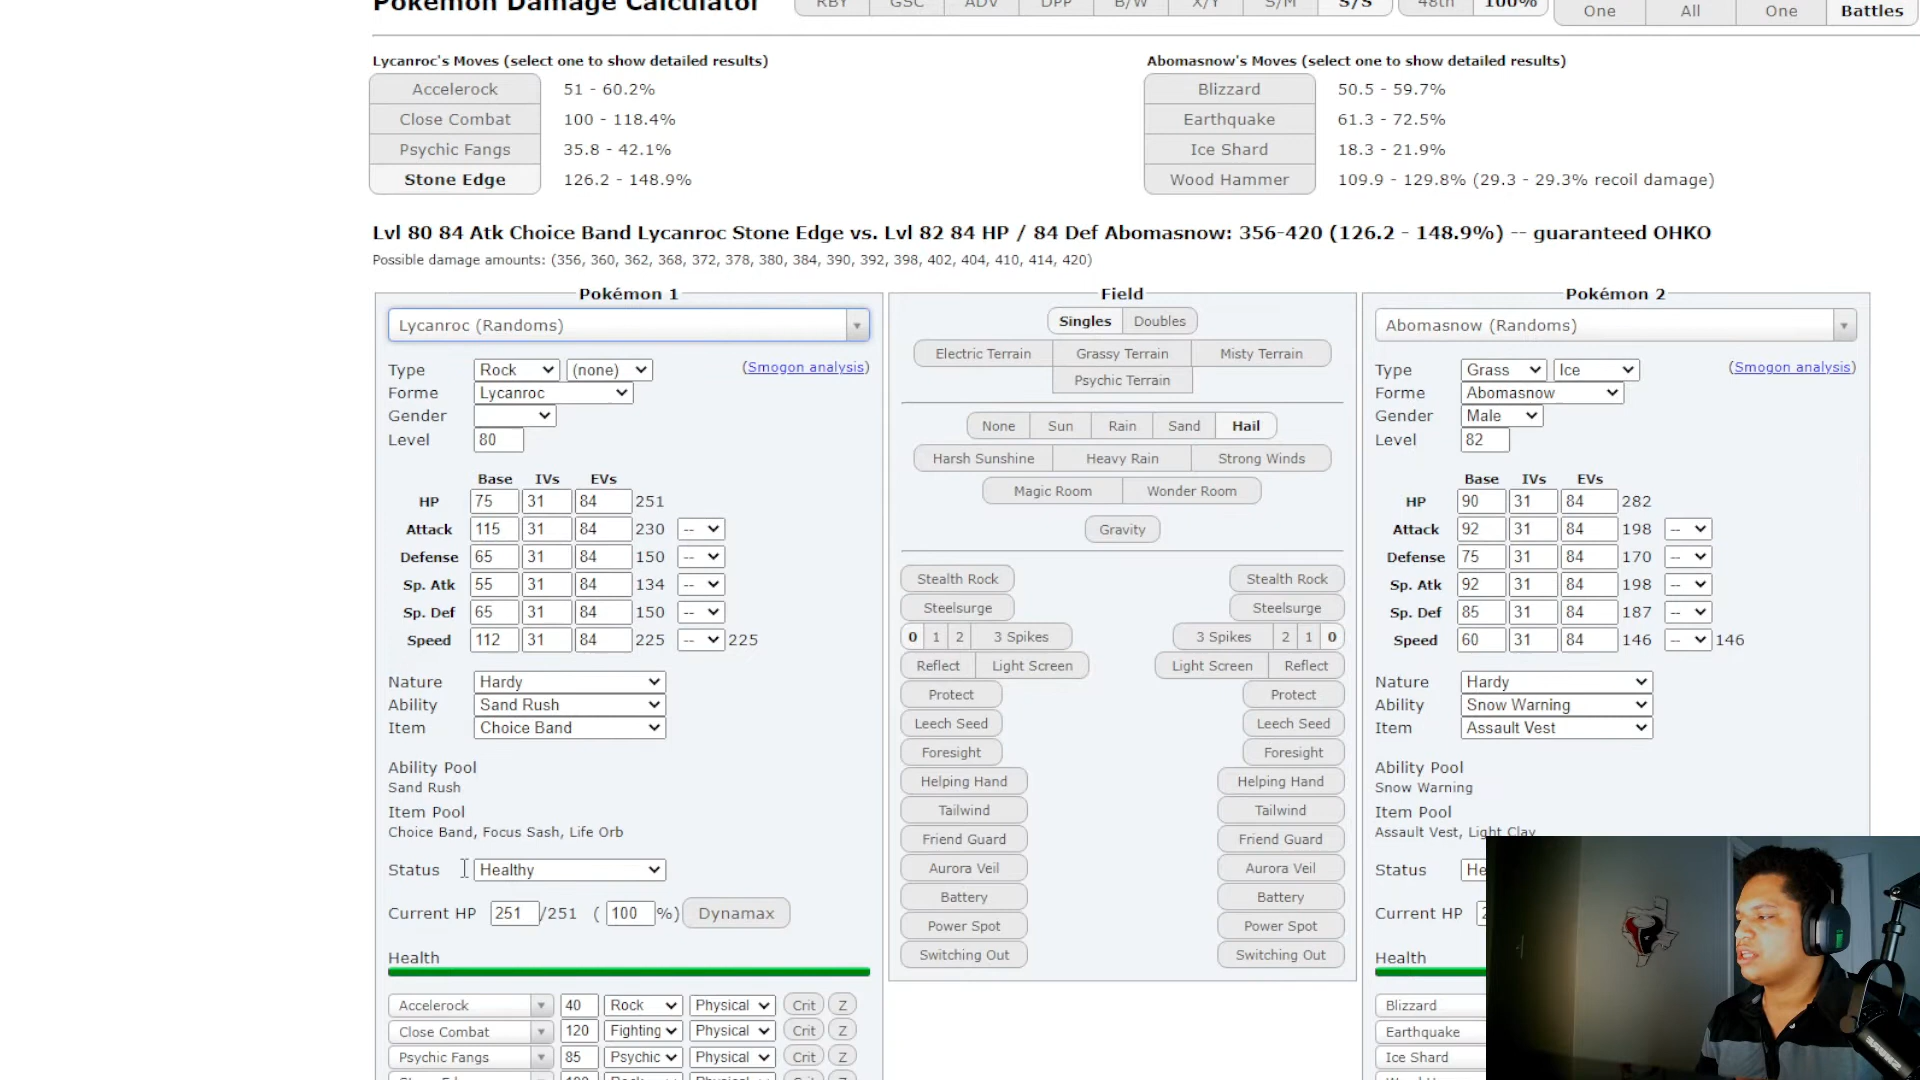 Pokémon Damage Calculator
RBY GSC ADV DPP B/W X/Y S/M S/S 48th 100% One All One Battles
Lycanroc's Moves (select one to show detailed results)
Accelerock 51 - 60.2%
Close Combat 100 - 118.4%
Psychic Fangs 35.8 - 42.1%
Stone Edge 126.2 - 148.9%
Abomasnow's Moves (select one to show detailed results)
Blizzard 50.5 - 59.7%
Earthquake 61.3 - 72.5%
Ice Shard 18.3 - 21.9%
Wood Hammer 109.9 - 129.8% (29.3 - 29.3% recoil damage)
Lvl 80 84 Atk Choice Band Lycanroc Stone Edge vs. Lvl 82 84 HP / 84 Def Abomasnow: 356-420 (126.2 - 148.9%) -- guaranteed OHKO
Possible damage amounts: (356, 360, 362, 368, 372, 378, 380, 384, 390, 392, 398, 402, 404, 410, 414, 420)
Pokémon 1
Lycanroc (Randoms)
Type Rock (none) (Smogon analysis)
Forme Lycanroc
Gender
Level 80
Base IVs EVs
HP 75 31 84 251
Attack 115 31 84 230 --
Defense 65 31 84 150 --
Sp. Atk 55 31 84 134 --
Sp. Def 65 31 84 150 --
Speed 112 31 84 225 -- 225
Nature Hardy
Ability Sand Rush
Item Choice Band
Ability Pool
Sand Rush
Item Pool
Choice Band, Focus Sash, Life Orb
Status Healthy
Current HP 251 /251 ( 100 %) Dynamax
Health
Accelerock 40 Rock Physical Crit Z
Close Combat 120 Fighting Physical Crit Z
Psychic Fangs 85 Psychic Physical Crit Z
Field
Singles Doubles
Electric Terrain Grassy Terrain Misty Terrain
Psychic Terrain
None Sun Rain Sand Hail
Harsh Sunshine Heavy Rain Strong Winds
Magic Room Wonder Room
Gravity
Stealth Rock Stealth Rock
Steelsurge Steelsurge
0 1 2 3 Spikes 3 Spikes 2 1 0
Reflect Light Screen Light Screen Reflect
Protect Protect
Leech Seed Leech Seed
Foresight Foresight
Helping Hand Helping Hand
Tailwind Tailwind
Friend Guard Friend Guard
Aurora Veil Aurora Veil
Battery Battery
Power Spot Power Spot
Switching Out Switching Out
Pokémon 2
Abomasnow (Randoms)
Type Grass Ice (Smogon analysis)
Forme Abomasnow
Gender Male
Level 82
Base IVs EVs
HP 90 31 84 282
Attack 92 31 84 198 --
Defense 75 31 84 170 --
Sp. Atk 92 31 84 198 --
Sp. Def 85 31 84 187 --
Speed 60 31 84 146 -- 146
Nature Hardy
Ability Snow Warning
Item Assault Vest
Ability Pool
Snow Warning
Item Pool
Assault Vest, Light Clay
Status He
Current HP
Health
Blizzard
Earthquake
Ice Shard